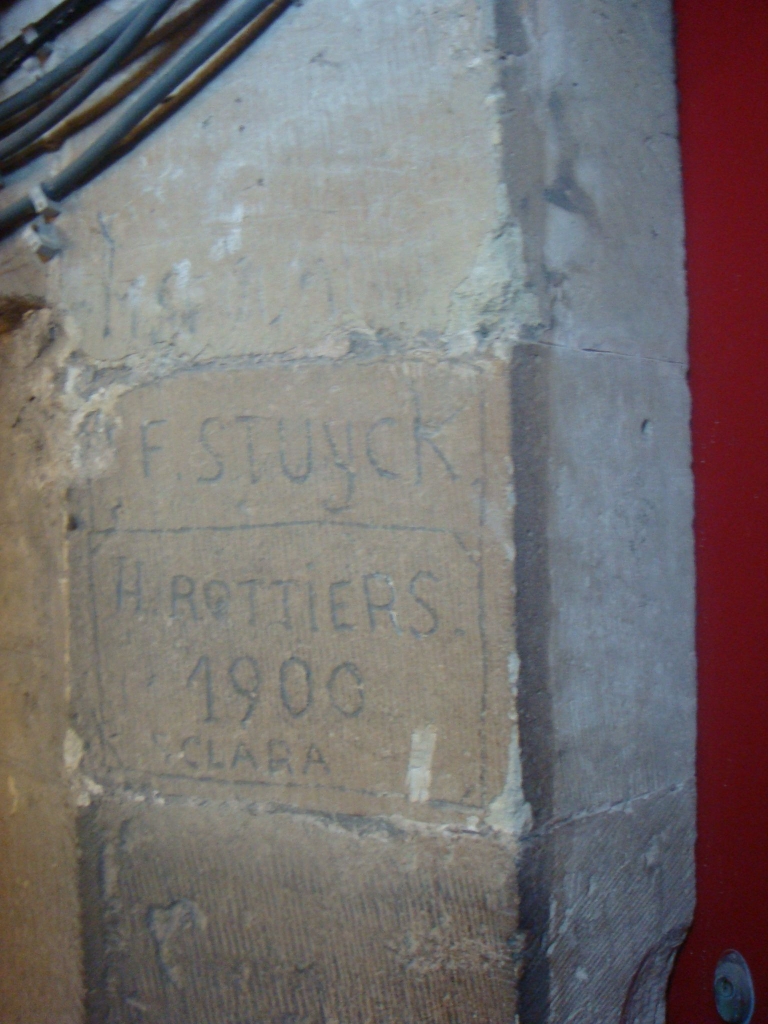 F. STUYCK.
H. ROTTIERS.
1900
S CLARA